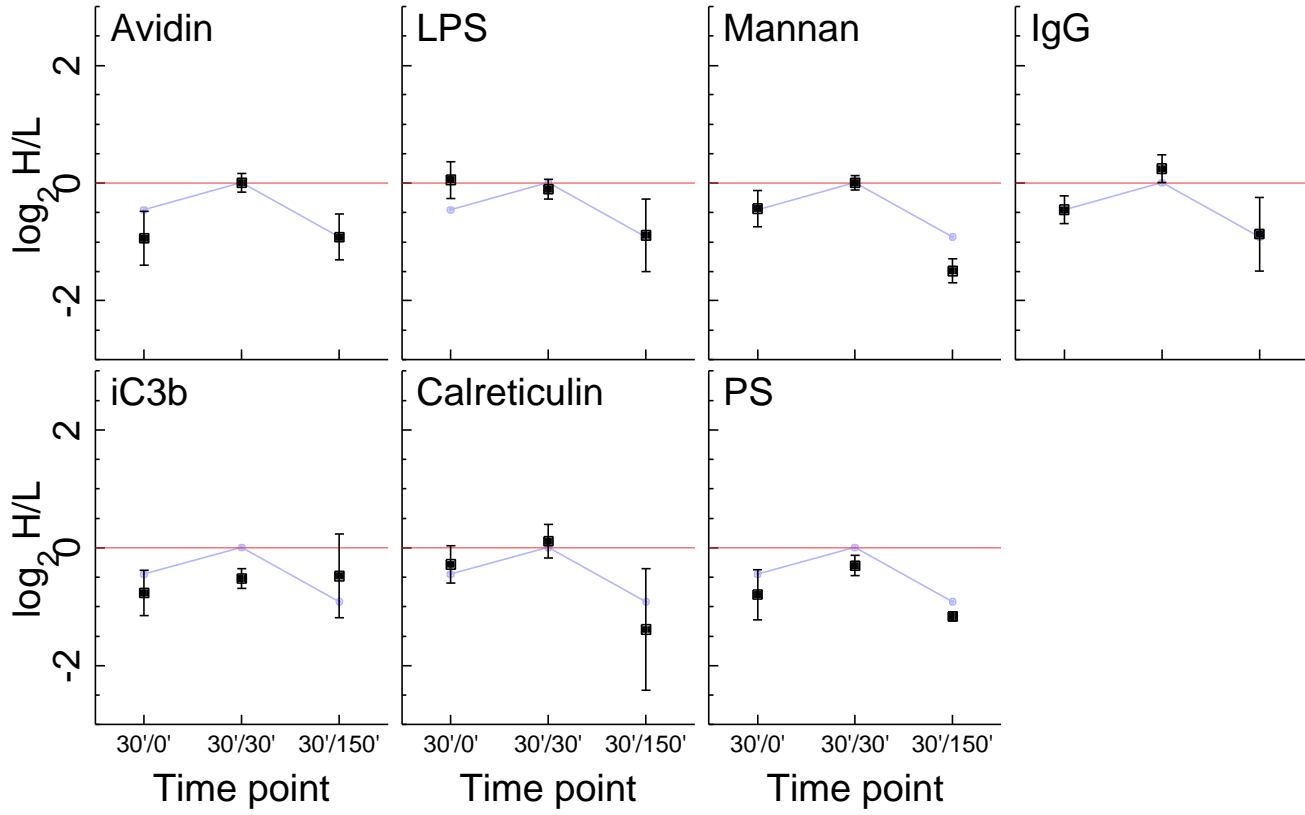 Avidin
LPS
Mannan
IgG
2
0
-2
log2 H/L
iC3b
Calreticulin
PS
2
0
-2
log2 H/L
30'/0' 30'/30' 30'/150'
30'/0' 30'/30' 30'/150'
30'/0' 30'/30' 30'/150'
Time point
Time point
Time point